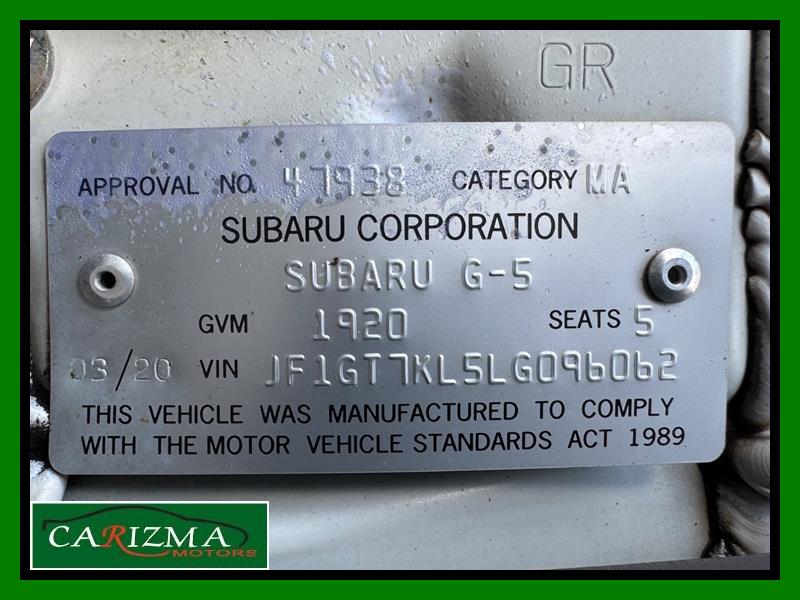 GR
APPROVAL NO. 47938 CATEGORY MA
SUBARU CORPORATION
SUBARU G-5
GVM 1920 SEATS 5
03/20 VIN JF1GT7KL5LG096062
THIS VEHICLE WAS MANUFACTURED TO COMPLY
WITH THE MOTOR VEHICLE STANDARDS ACT 1989
CARIZMA
MOTORS